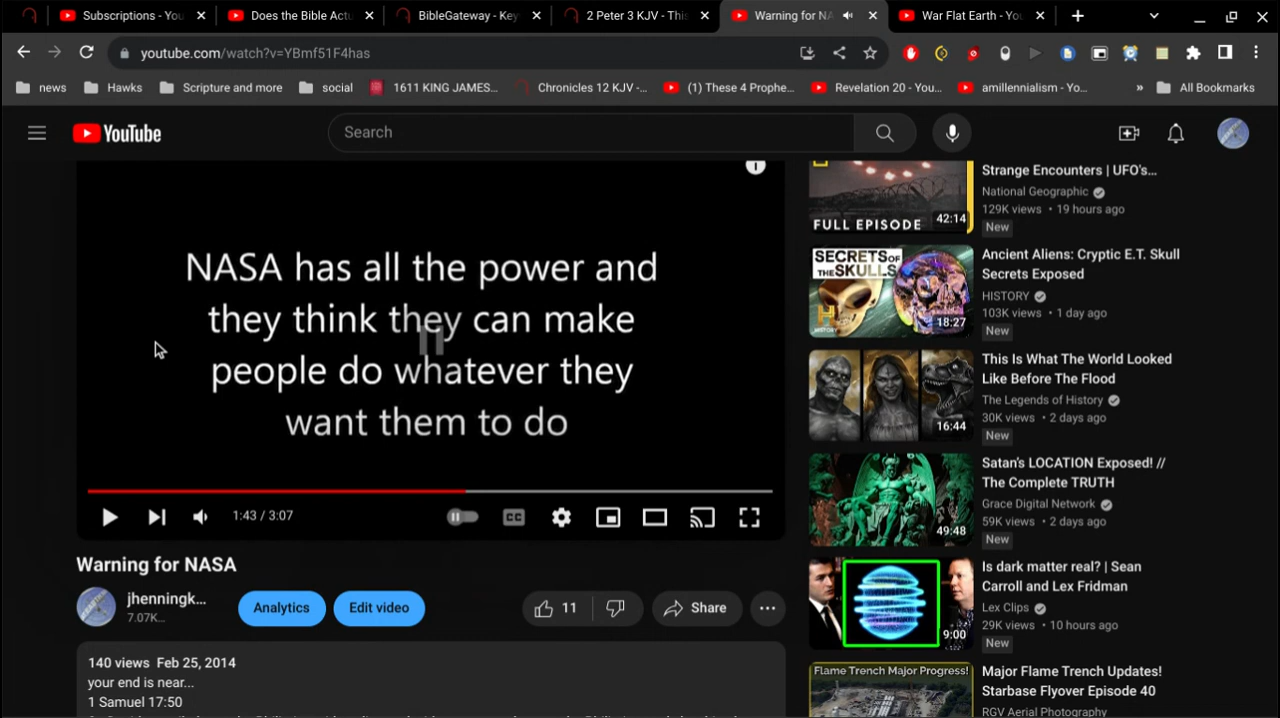 Subscriptions - You
Does the Bible Actu
BibleGateway - Key
2 Peter 3 KJV - This
Warning for NA
War Flat Earth - You
youtube.com/watch?v=YBmf51F4has
news
Hawks
Scripture and more
social
1611 KING JAMES...
Chronicles 12 KJV -...
(1) These 4 Prophe...
Revelation 20 - You...
amillennialism - Yo...
»
All Bookmarks
YouTube
Search
NASA has all the power and
they think they can make
people do whatever they
want them to do
1:43 / 3:07
CC
Warning for NASA
jhenningk...
7.07K...
Analytics
Edit video
11
Share
140 views Feb 25, 2014
your end is near...
1 Samuel 17:50
FULL EPISODE
42:14
Strange Encounters | UFO's...
National Geographic
129K views • 19 hours ago
New
SECRETS OF
THE SKULLS
HISTORY
18:27
Ancient Aliens: Cryptic E.T. Skull
Secrets Exposed
HISTORY
103K views • 1 day ago
New
16:44
This Is What The World Looked
Like Before The Flood
The Legends of History
30K views • 2 days ago
New
49:48
Satan's LOCATION Exposed! //
The Complete TRUTH
Grace Digital Network
59K views • 2 days ago
New
9:00
Is dark matter real? | Sean
Carroll and Lex Fridman
Lex Clips
29K views • 10 hours ago
New
Flame Trench Major Progress!
Major Flame Trench Updates!
Starbase Flyover Episode 40
RGV Aerial Photography